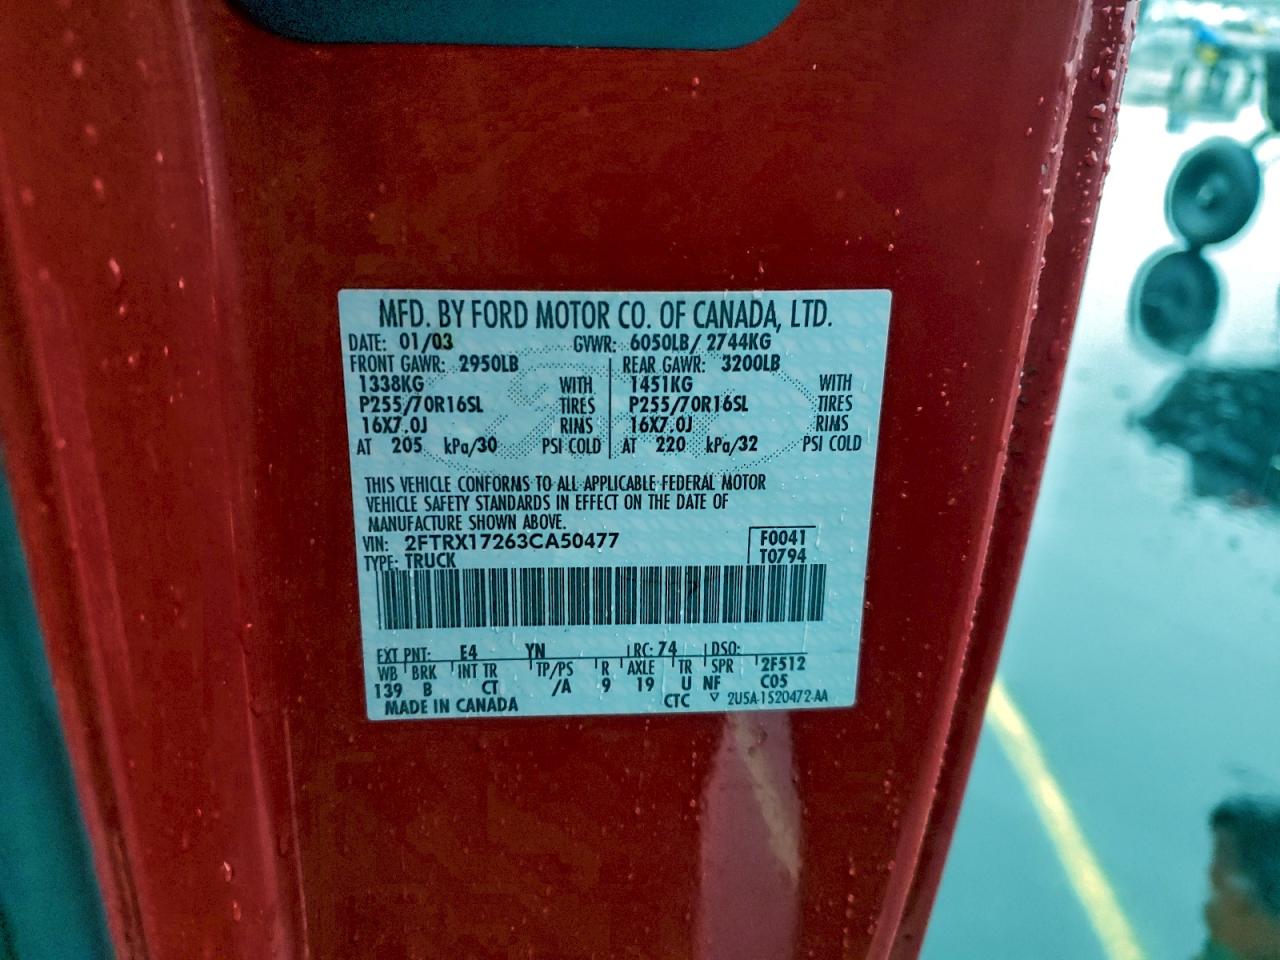 MFD. BY FORD MOTOR CO. OF CANADA, LTD.
DATE: 01/03 GVWR: 6050LB/ 2744KG
FRONT GAWR: 2950LB REAR GAWR: 3200LB
1338KG WITH 1451KG WITH
P255/70R16SL TIRES P255/70R16SL TIRES
16X7.0J RIMS 16X7.0J RIMS
AT 205 kPa/30 PSI COLD AT 220 kPa/32 PSI COLD
THIS VEHICLE CONFORMS TO ALL APPLICABLE FEDERAL MOTOR
VEHICLE SAFETY STANDARDS IN EFFECT ON THE DATE OF
MANUFACTURE SHOWN ABOVE.
VIN: 2FTRX17263CA50477 F0041
TYPE: TRUCK T0794
EXT PNT: E4 YN RC: 74 DSO:
WB BRK INT TR TP/PS R AXLE TR SPR 2F512
139 B CT /A 9 19 U NF C05
MADE IN CANADA CTC ▽ 2U5A-1520472-AA